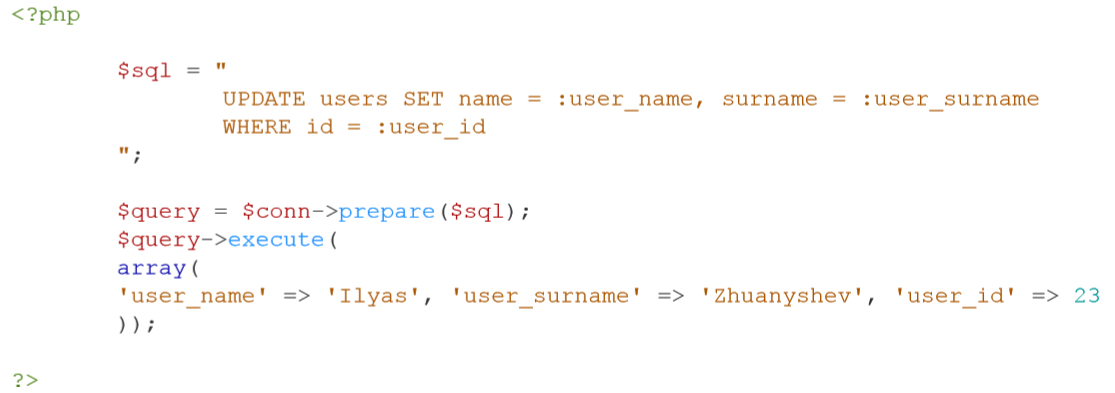 <?php
$sql = "
UPDATE users SET name = :user_name, surname = :user_surname
WHERE id = :user_id
";
$query = $conn->prepare($sql);
$query->execute(
array(
'user_name' => 'Ilyas', 'user_surname' => 'Zhuanyshev', 'user_id' => 23
));
?>